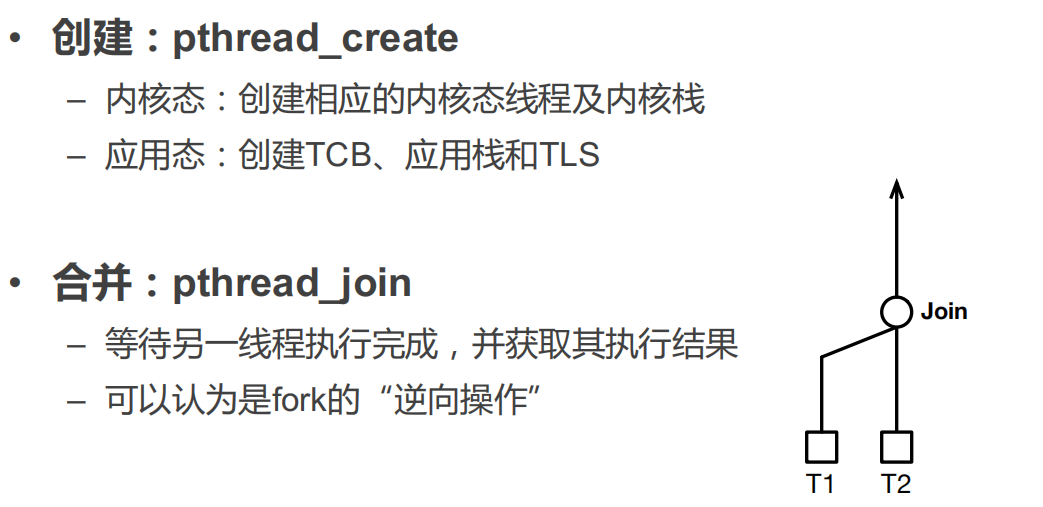 • 创建：pthread_create
– 内核态：创建相应的内核态线程及内核栈
– 应用态：创建TCB、应用栈和TLS
• 合并：pthread_join
– 等待另一线程执行完成，并获取其执行结果
– 可以认为是fork的“逆向操作”
Join
T1 T2